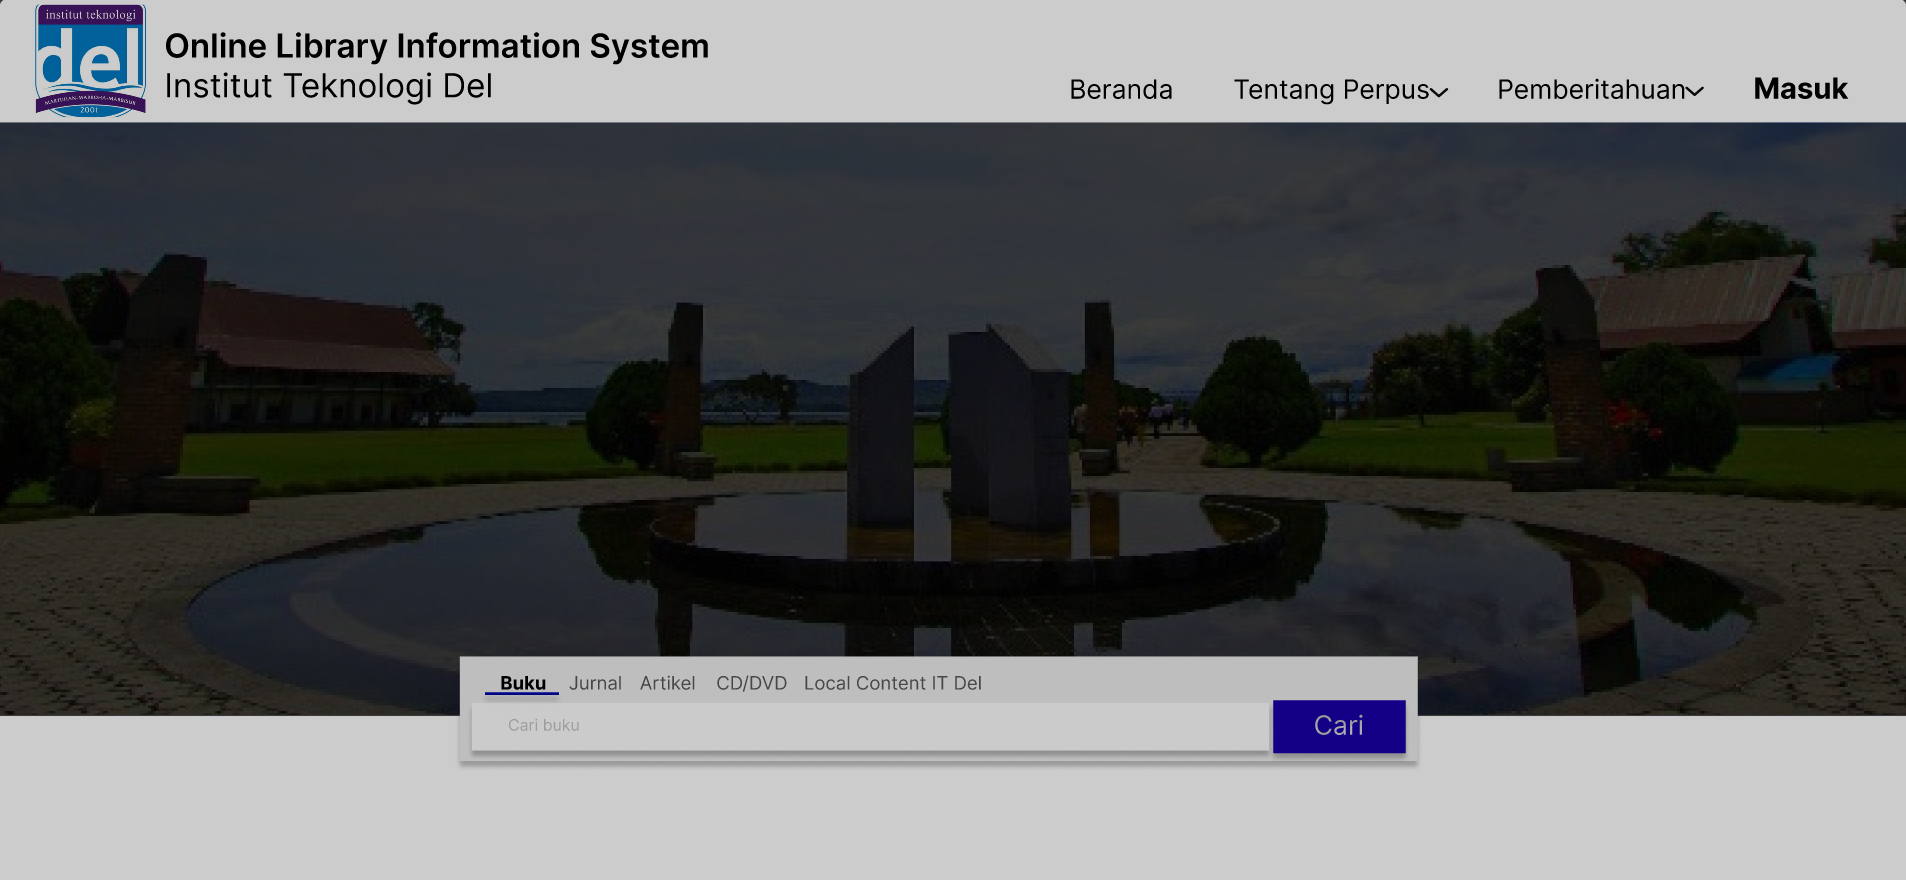 institut teknologi
del
MARTUHAN-MARROHA-MARBISUK
2001
Online Library Information System
Institut Teknologi Del
Beranda Tentang Perpus Pemberitahuan Masuk
Buku Jurnal Artikel CD/DVD Local Content IT Del
Cari buku Cari